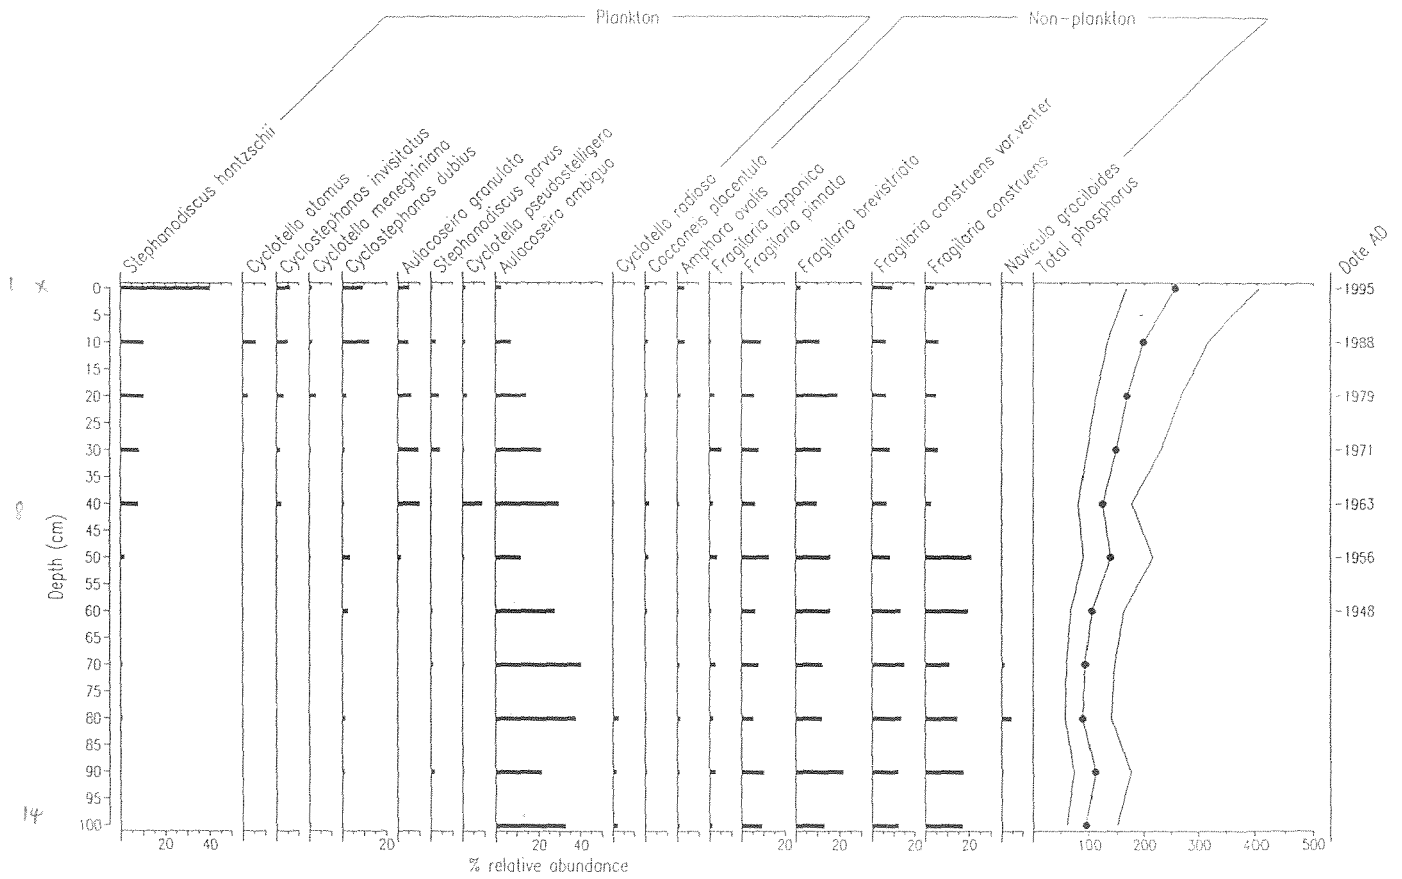 Plankton
Non-plankton
Stephanodiscus hantzschii
Cyclotella atomus
Cyclostephanos invisitatus
Cyclotella meneghiniana
Cyclostephanos dubius
Aulacoseira granulata
Stephanodiscus parvus
Cyclotella pseudostelligera
Aulacoseira ambigua
Cyclotella radiosa
Cocconeis placentula
Amphora ovalis
Fragilaria lapponica
Fragilaria pinnata
Fragilaria brevistriata
Fragilaria construens var.venter
Fragilaria construens
Navicula graciloides
Total phosphorus
Date AD
1 x
0
5
10
15
20
25
30
35
40
45
50
55
60
65
70
75
80
85
90
95
100
8
14
Depth (cm)
1995
1988
1979
1971
1963
1956
1948
20 40
20
20 40
20
20
20
20
100 200 300 400 500
% relative abundance